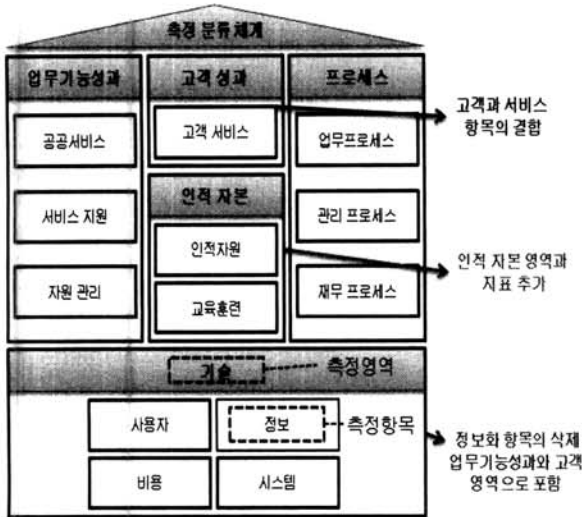 측정 분류 체계
업무기능성과
공공서비스
서비스 지원
자원 관리
고객 성과
고객 서비스
인적 자본
인적자원
교육훈련
프로세스
업무프로세스
관리 프로세스
재무 프로세스
고객과 서비스
항목의 결합
인적 자본 영역과
지표 추가
기술
측정영역
사용자
정보
측정항목
비용
시스템
정보화 항목의 삭제
업무기능성과와 고객
영역으로 포함